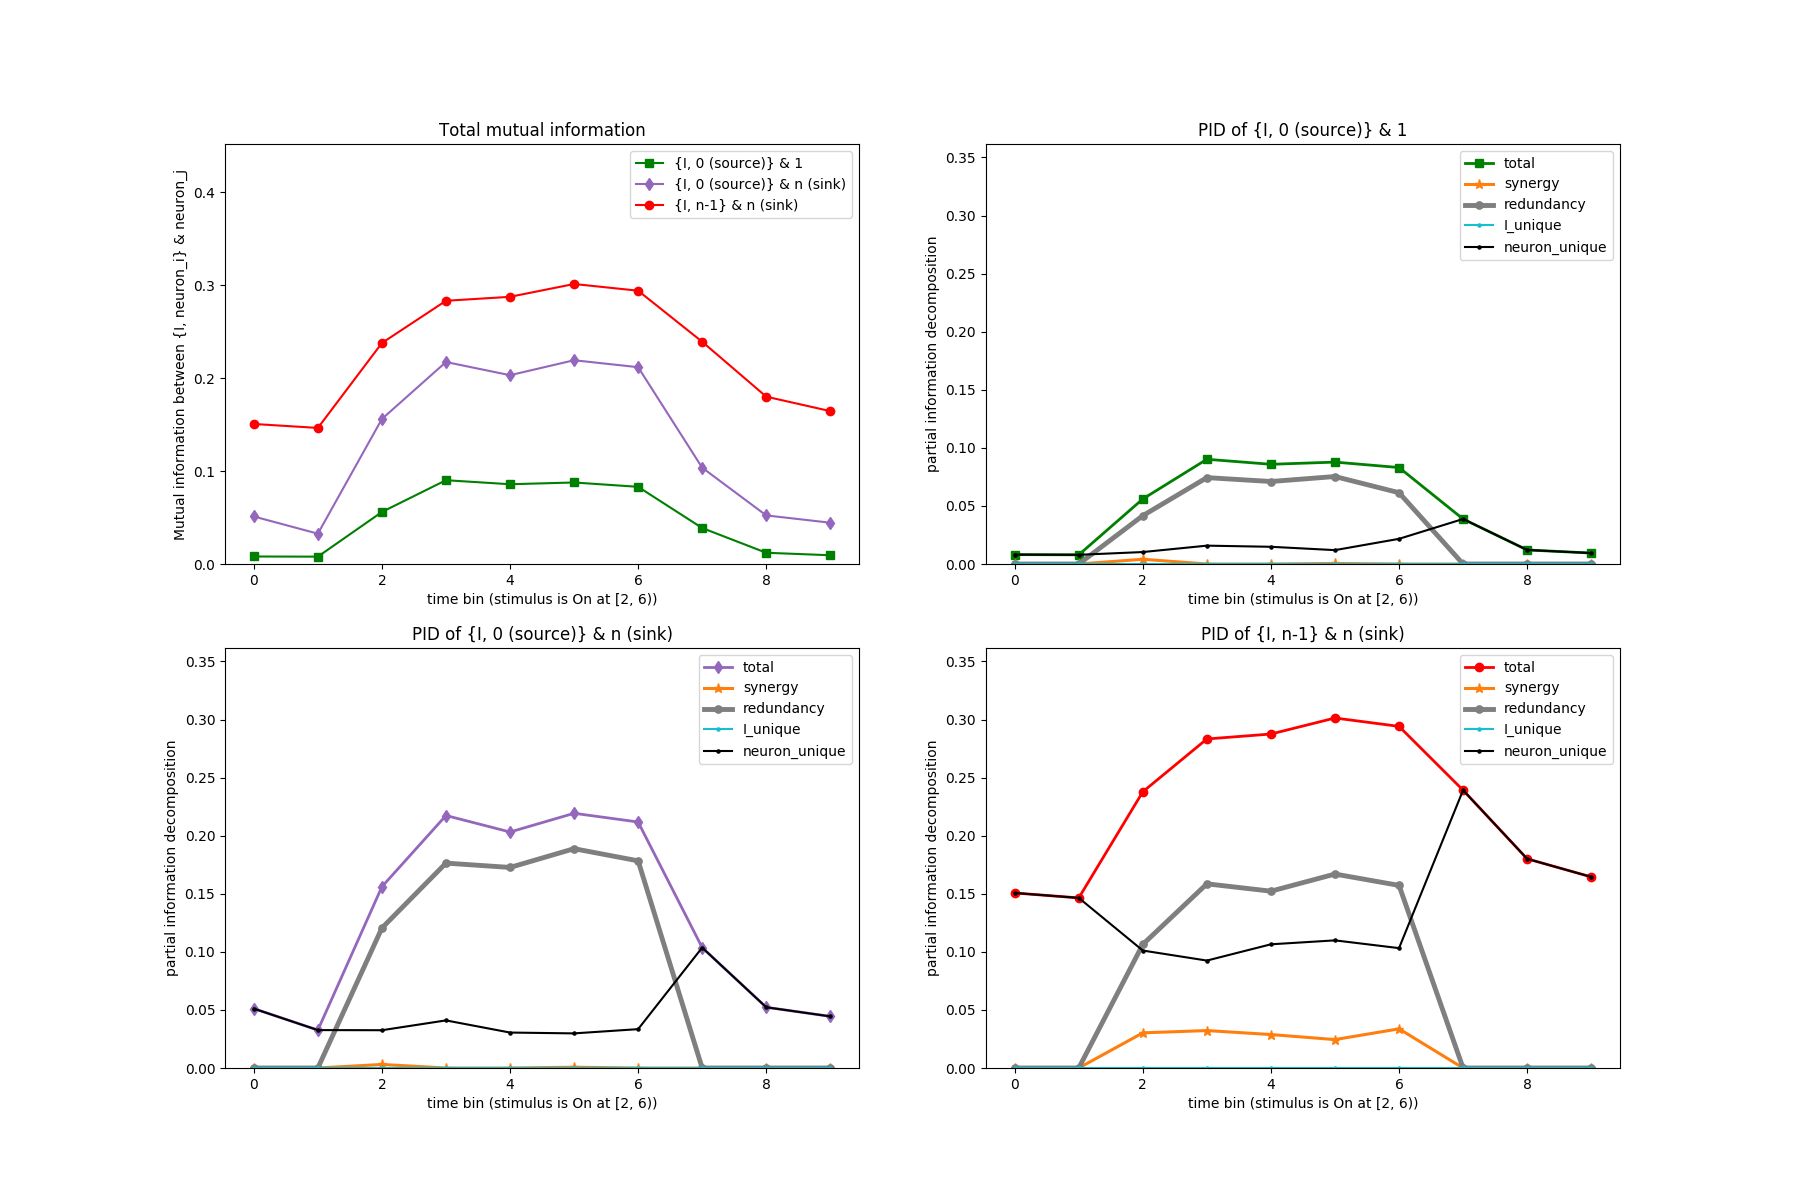 Total mutual information
Mutual information between {I, neuron_i} & neuron_j
0.4
0.3
0.2
0.1
0.0
{I, 0 (source)} & 1
{I, 0 (source)} & n (sink)
{I, n-1} & n (sink)
0 2 4 6 8
time bin (stimulus is On at [2, 6))
PID of {I, 0 (source)} & 1
partial information decomposition
0.35
0.30
0.25
0.20
0.15
0.10
0.05
0.00
total
synergy
redundancy
I_unique
neuron_unique
0 2 4 6 8
time bin (stimulus is On at [2, 6))
PID of {I, 0 (source)} & n (sink)
partial information decomposition
0.35
0.30
0.25
0.20
0.15
0.10
0.05
0.00
total
synergy
redundancy
I_unique
neuron_unique
0 2 4 6 8
time bin (stimulus is On at [2, 6))
PID of {I, n-1} & n (sink)
partial information decomposition
0.35
0.30
0.25
0.20
0.15
0.10
0.05
0.00
total
synergy
redundancy
I_unique
neuron_unique
0 2 4 6 8
time bin (stimulus is On at [2, 6))